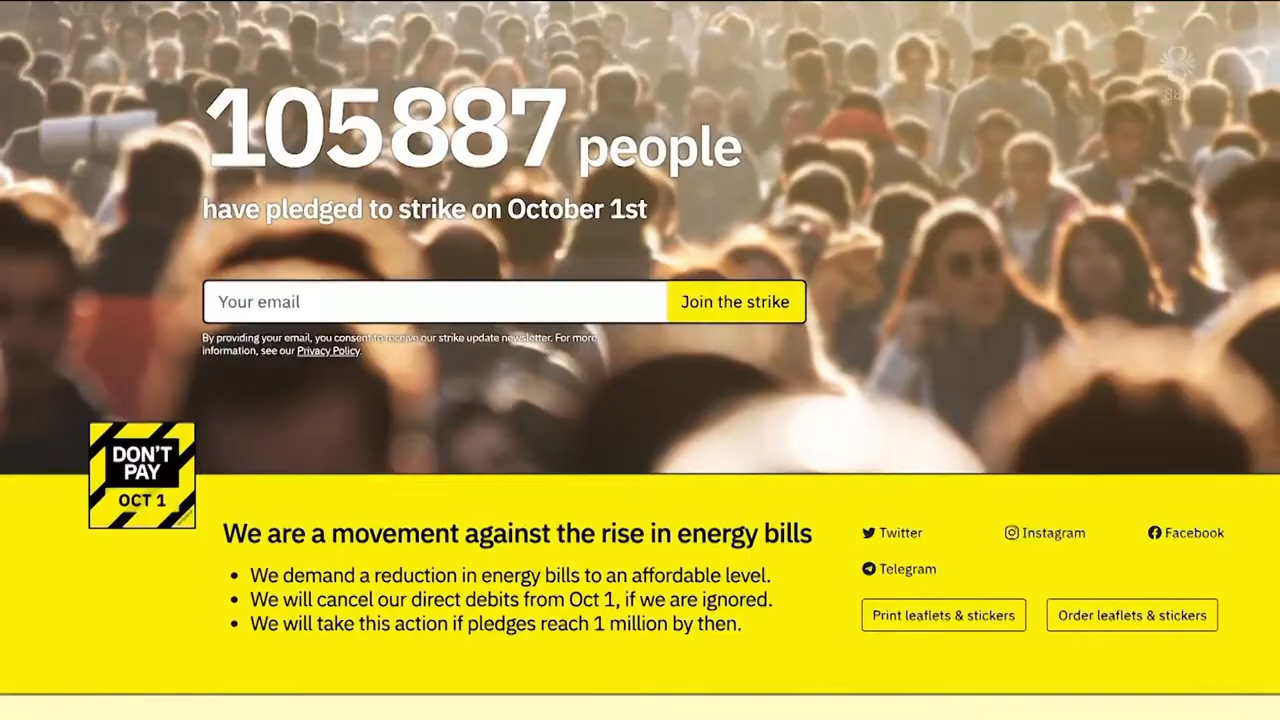 105 887 people
have pledged to strike on October 1st
Your email
Join the strike
By providing your email, you consent to receive our strike update newsletter. For more
information, see our Privacy Policy.
DON'T
PAY
OCT 1
We are a movement against the rise in energy bills
• We demand a reduction in energy bills to an affordable level.
• We will cancel our direct debits from Oct 1, if we are ignored.
• We will take this action if pledges reach 1 million by then.
Twitter
Instagram
Facebook
Telegram
Print leaflets & stickers
Order leaflets & stickers